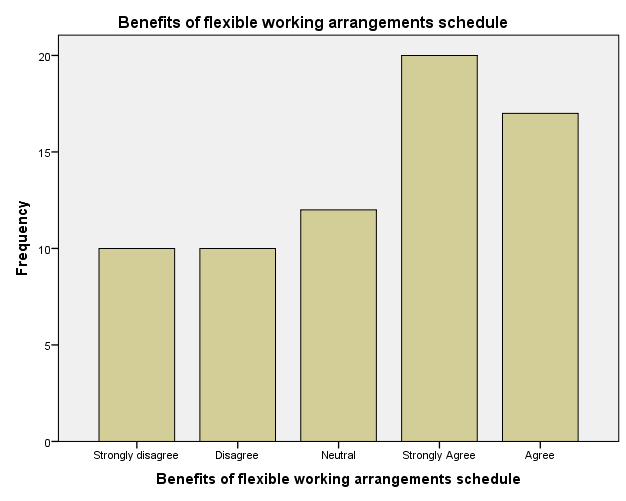 Benefits of flexible working arrangements schedule
20
15
10
5
0
Frequency
Strongly disagree
Disagree
Neutral
Strongly Agree
Agree
Benefits of flexible working arrangements schedule